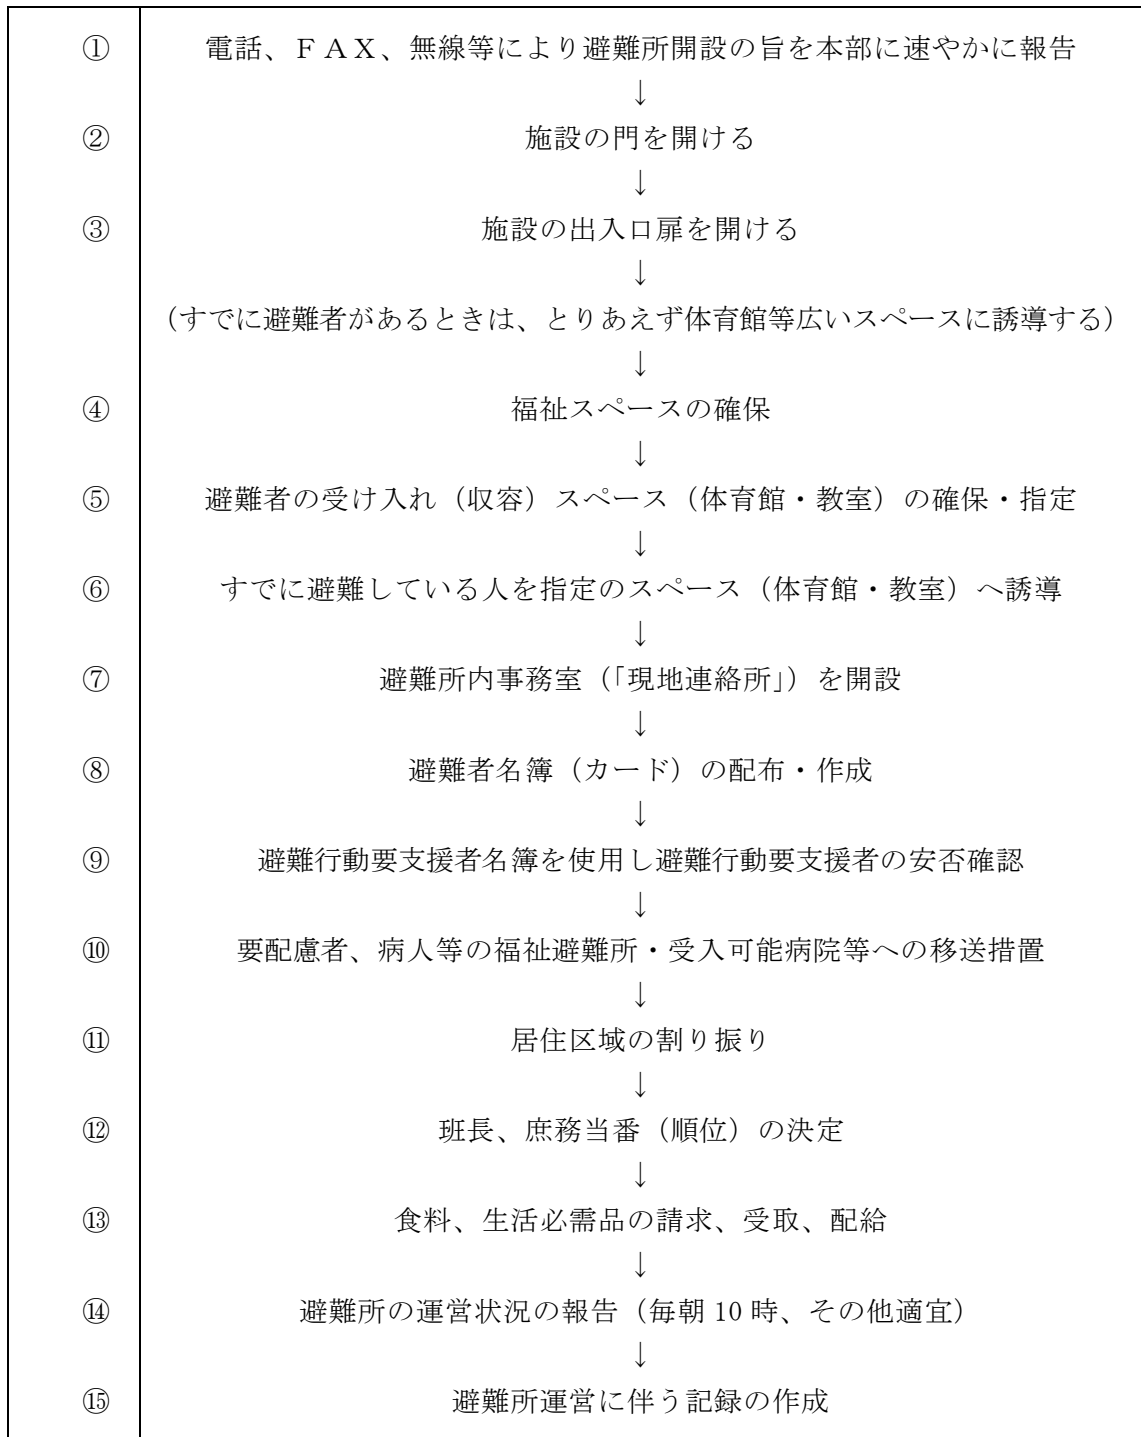 ① 電話、ＦＡＸ、無線等により避難所開設の旨を本部に速やかに報告
↓
② 施設の門を開ける
↓
③ 施設の出入口扉を開ける
↓
（すでに避難者があるときは、とりあえず体育館等広いスペースに誘導する）
↓
④ 福祉スペースの確保
↓
⑤ 避難者の受け入れ（収容）スペース（体育館・教室）の確保・指定
↓
⑥ すでに避難している人を指定のスペース（体育館・教室）へ誘導
↓
⑦ 避難所内事務室（「現地連絡所」）を開設
↓
⑧ 避難者名簿（カード）の配布・作成
↓
⑨ 避難行動要支援者名簿を使用し避難行動要支援者の安否確認
↓
⑩ 要配慮者、病人等の福祉避難所・受入可能病院等への移送措置
↓
⑪ 居住区域の割り振り
↓
⑫ 班長、庶務当番（順位）の決定
↓
⑬ 食料、生活必需品の請求、受取、配給
↓
⑭ 避難所の運営状況の報告（毎朝 10 時、その他適宜）
↓
⑮ 避難所運営に伴う記録の作成